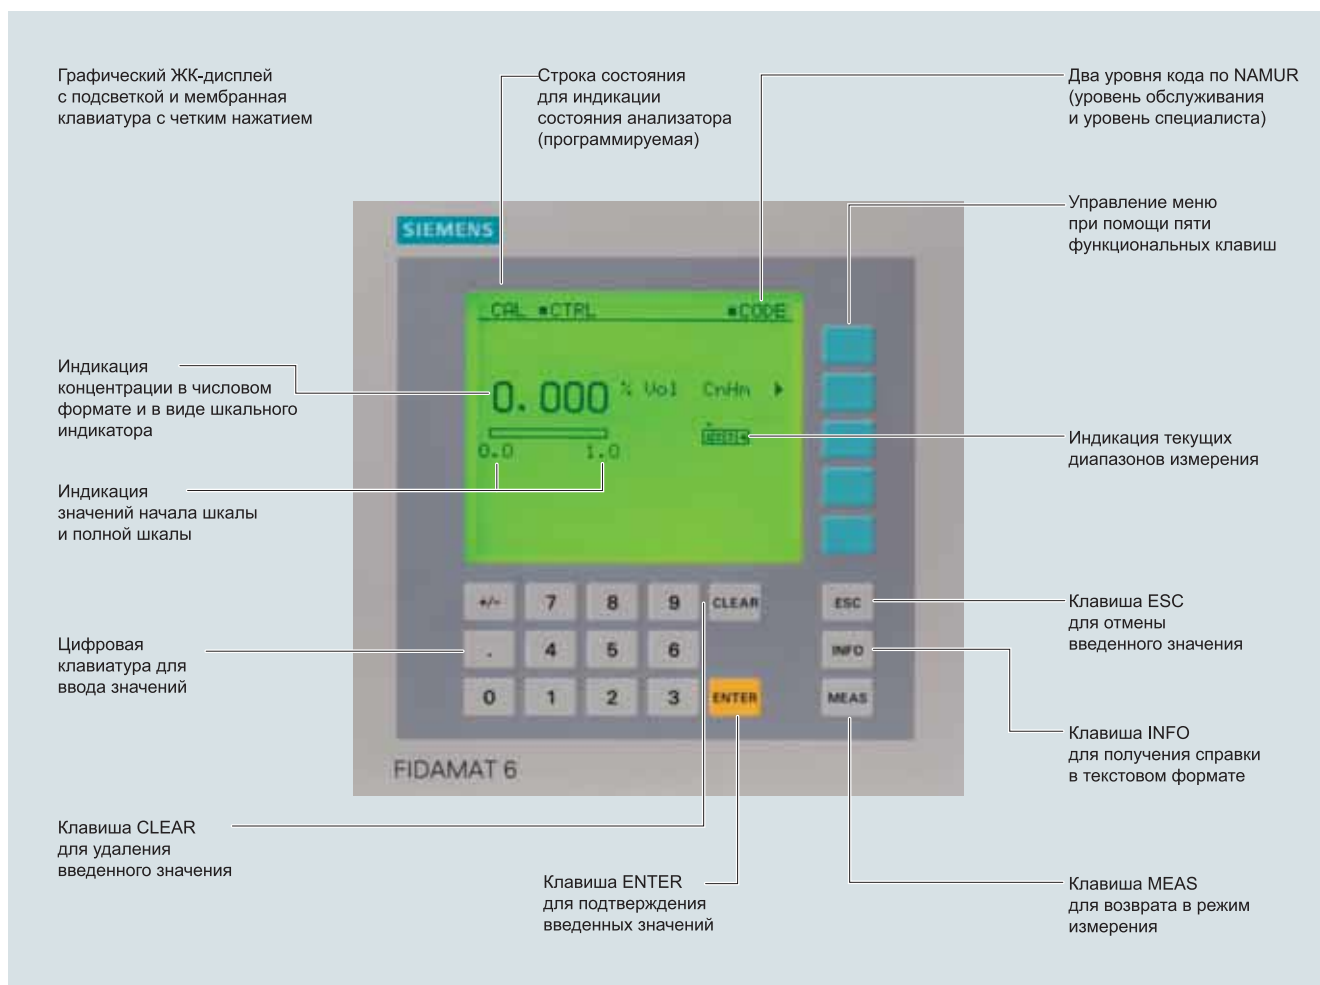 Графический ЖК-дисплей
с подсветкой и мембранная
клавиатура с четким нажатием
Строка состояния
для индикации
состояния анализатора
(программируемая)
Два уровня кода по NAMUR
(уровень обслуживания
и уровень специалиста)
Управление меню
при помощи пяти
функциональных клавиш
SIEMENS
CAL ▪CTRL ▪CODE
Индикация
концентрации в числовом
формате и в виде шкального
индикатора
0.000 % Vol CnHm
0.0 1.0
Индикация текущих
диапазонов измерения
Индикация
значений начала шкалы
и полной шкалы
+/- 7 8 9 CLEAR ESC
Клавиша ESC
для отмены
введенного значения
Цифровая
клавиатура для
ввода значений
. 4 5 6 INFO
0 1 2 3 ENTER MEAS
Клавиша INFO
для получения справки
в текстовом формате
FIDAMAT 6
Клавиша CLEAR
для удаления
введенного значения
Клавиша ENTER
для подтверждения
введенных значений
Клавиша MEAS
для возврата в режим
измерения